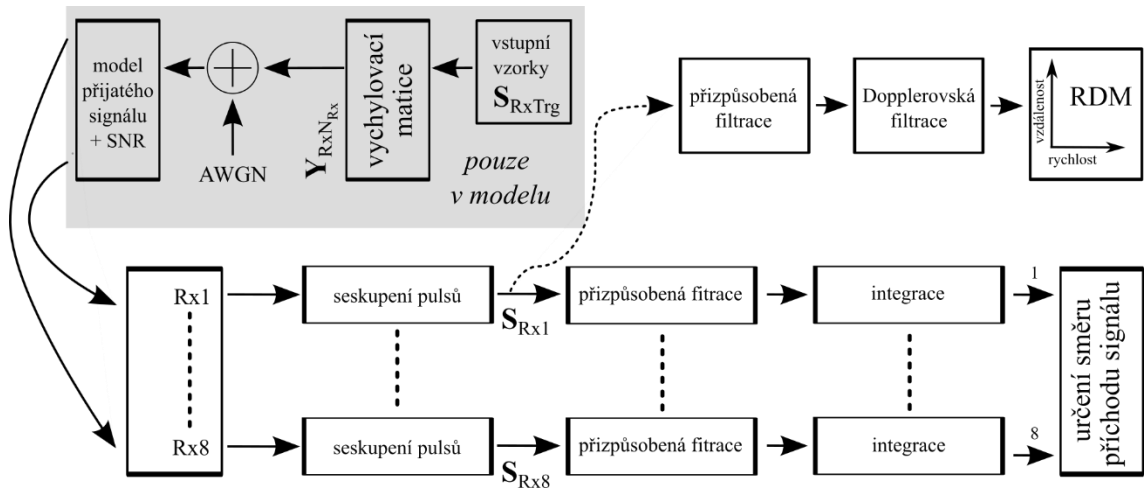 model
přijatého
signálu
+ SNR
AWGN
Y_RxN_Rx
vychylovací
matice
vstupní
vzorky
S_RxTrg
pouze
v modelu
přizpůsobená
filtrace
Dopplerovská
filtrace
vzdálenost
RDM
rychlost
Rx1
seskupení pulsů
S_Rx1
přizpůsobená fitrace
integrace
1
Rx8
seskupení pulsů
S_Rx8
přizpůsobená fitrace
integrace
8
určení směru
příchodu signálu